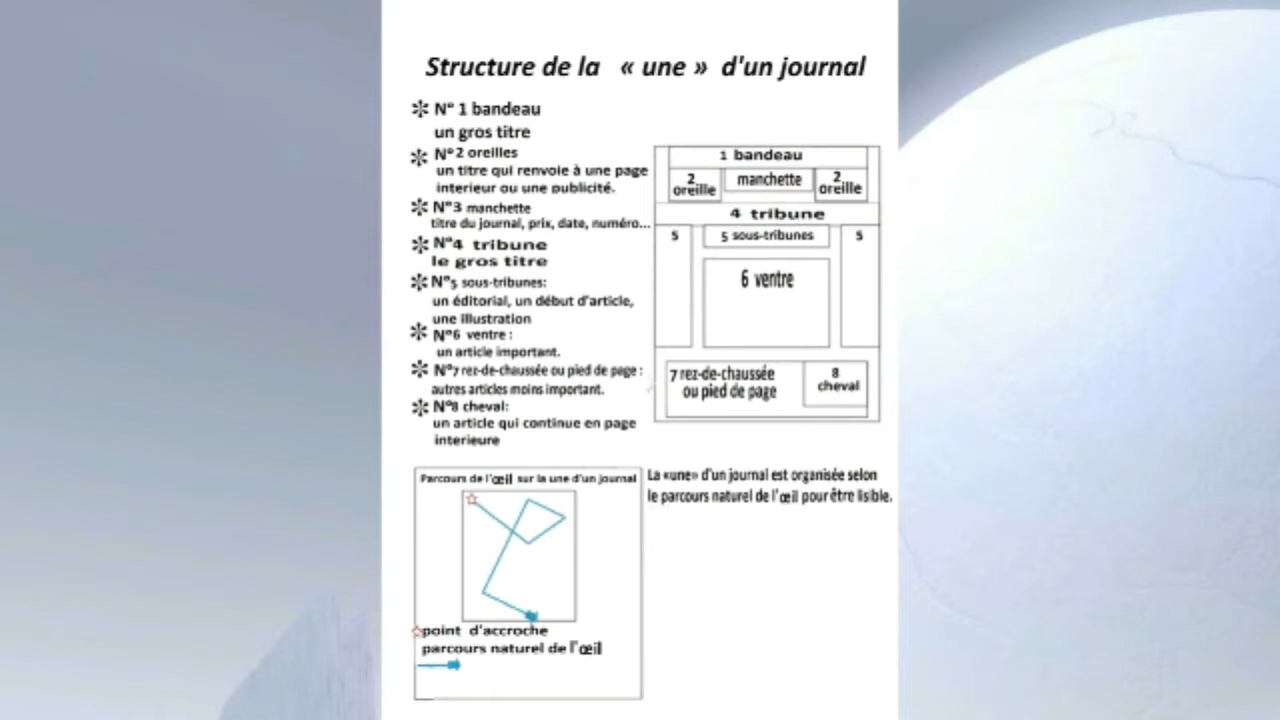 Structure de la « une » d'un journal
N° 1 bandeau
un gros titre
N°2 oreilles
un titre qui renvoie à une page
interieur ou une publicité.
N°3 manchette
titre du journal, prix, date, numéro...
N°4 tribune
le gros titre
N°5 sous-tribunes:
un éditorial, un début d'article,
une illustration
N°6 ventre :
un article important.
N°7 rez-de-chaussée ou pied de page :
autres articles moins important.
N°8 cheval:
un article qui continue en page
interieure
1 bandeau
2
oreille
manchette
2
oreille
4 tribune
5
5 sous-tribunes
5
6 ventre
7 rez-de-chaussée
ou pied de page
8
cheval
Parcours de l'œil sur la une d'un journal
point d'accroche
parcours naturel de l'œil
La «une» d'un journal est organisée selon
le parcours naturel de l'œil pour être lisible.